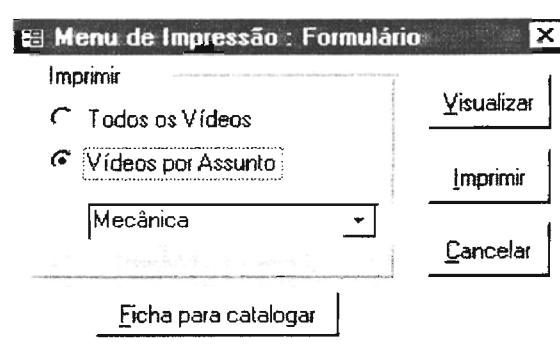 Menu de Impressão : Formulário
Imprimir
Todos os Vídeos
Vídeos por Assunto
Mecânica
Visualizar
Imprimir
Cancelar
Ficha para catalogar